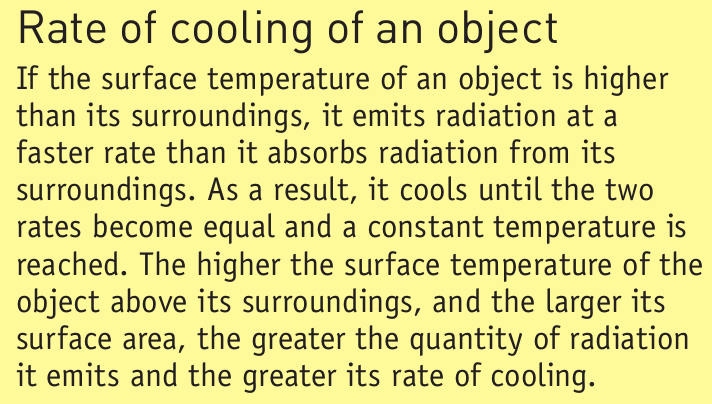 Rate of cooling of an object
If the surface temperature of an object is higher
than its surroundings, it emits radiation at a
faster rate than it absorbs radiation from its
surroundings. As a result, it cools until the two
rates become equal and a constant temperature is
reached. The higher the surface temperature of the
object above its surroundings, and the larger its
surface area, the greater the quantity of radiation
it emits and the greater its rate of cooling.